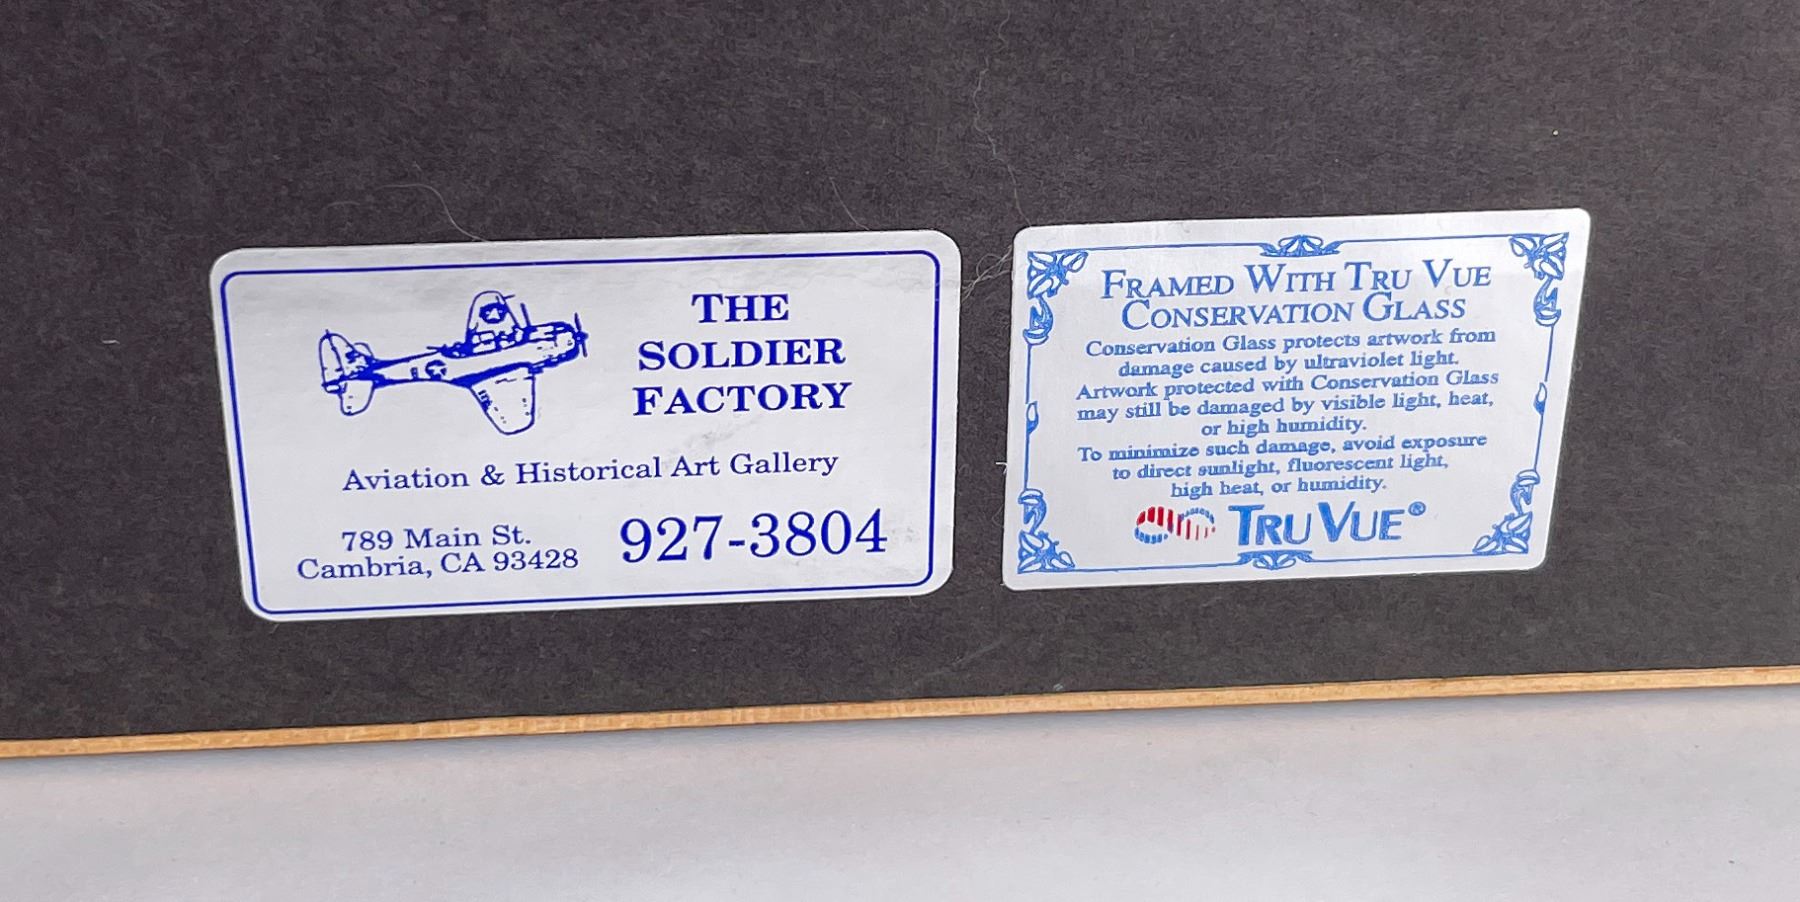 THE
SOLDIER
FACTORY
Aviation & Historical Art Gallery
789 Main St.
Cambria, CA 93428
927-3804
FRAMED WITH TRU VUE
CONSERVATION GLASS
Conservation Glass protects artwork from
damage caused by ultraviolet light.
Artwork protected with Conservation Glass
may still be damaged by visible light, heat,
or high humidity.
To minimize such damage, avoid exposure
to direct sunlight, fluorescent light,
high heat, or humidity.
TRU VUE®